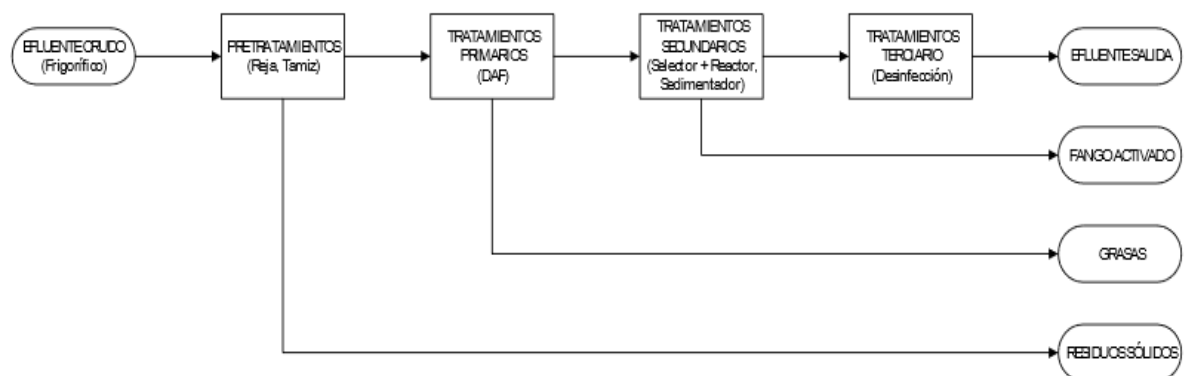 EFLUENTE CRUDO
(Frigorífico)
PRETRATAMIENTOS
(Reja, Tamiz)
TRATAMIENTOS
PRIMARIOS
(DAF)
TRATAMIENTOS
SECUNDARIOS
(Selector + Reactor,
Sedimentador)
TRATAMIENTOS
TERCIARIO
(Desinfección)
EFLUENTE SALIDA
FANGO ACTIVADO
GRASAS
RESIDUOS SÓLIDOS